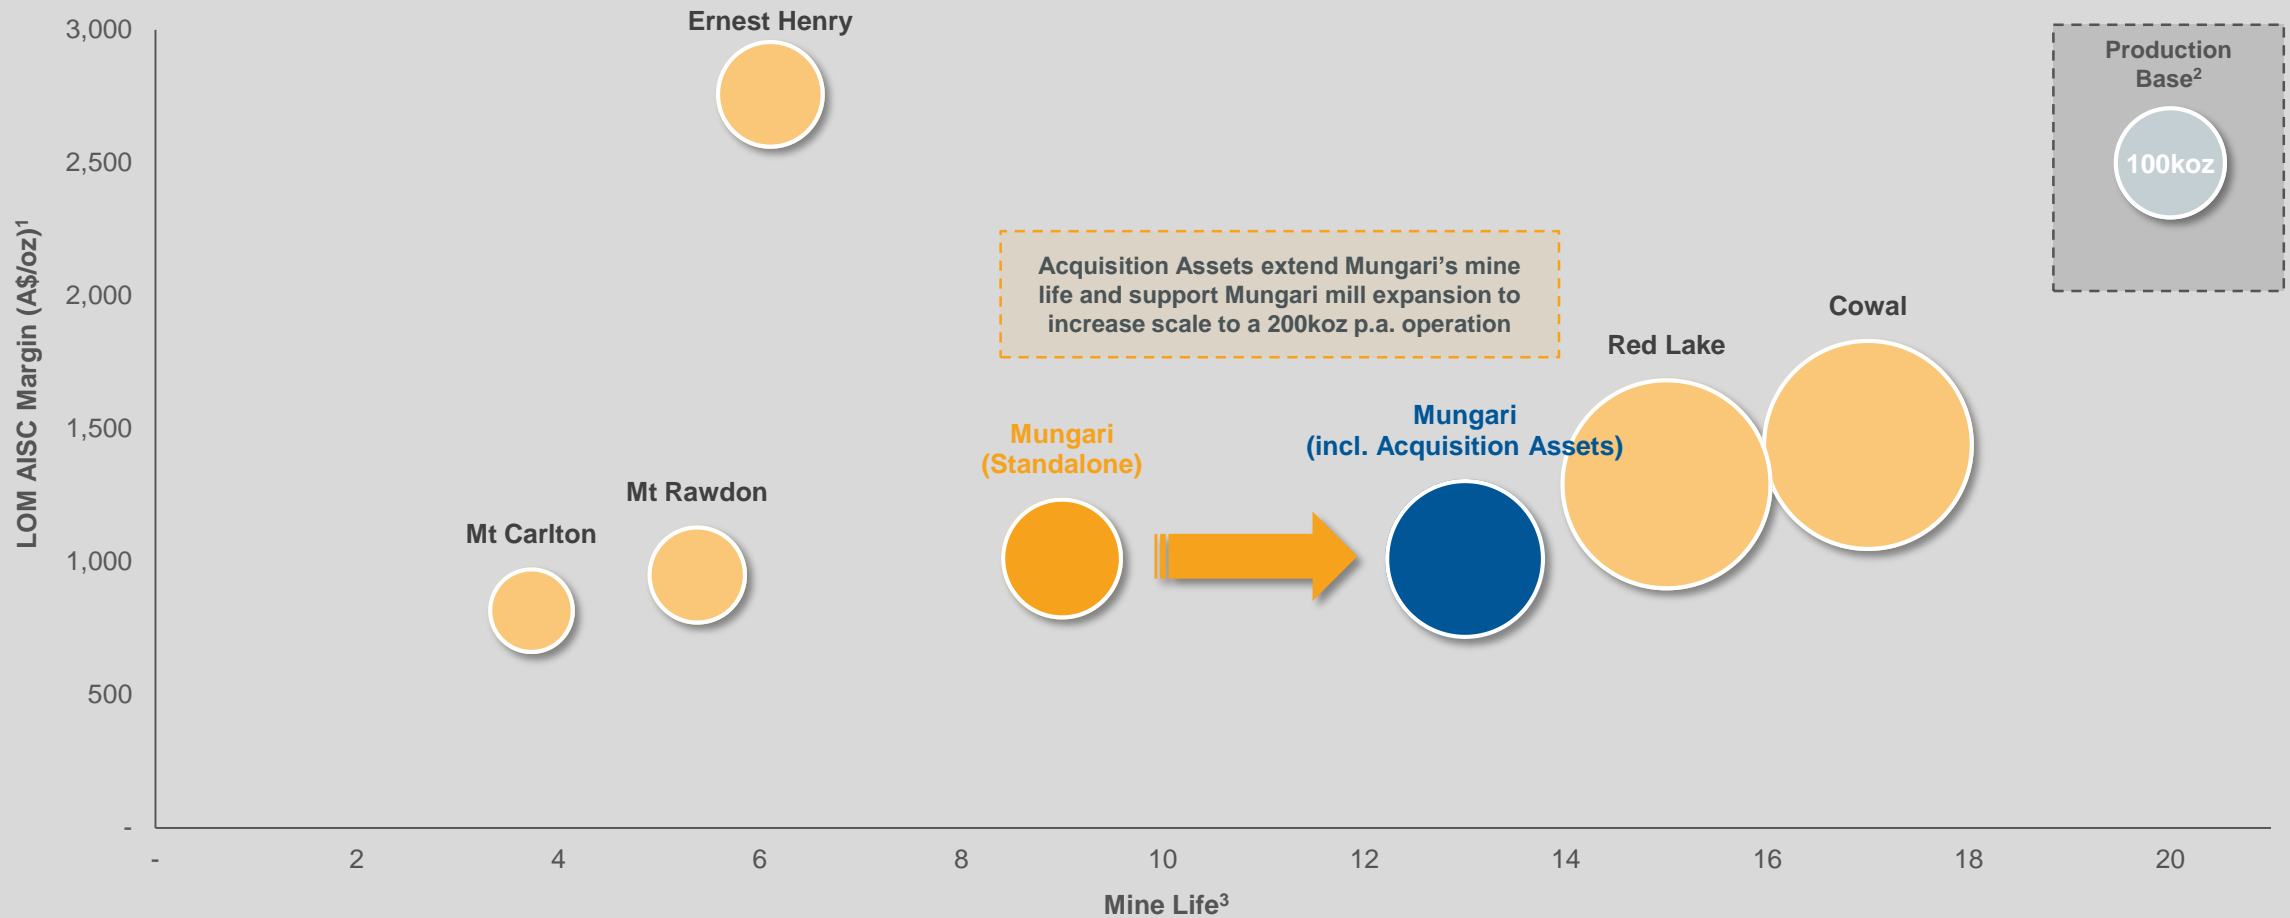 3,000
2,500
2,000
1,500
1,000
500
-
LOM AISC Margin (A$/oz)¹
Ernest Henry
Production
Base²
100koz
Acquisition Assets extend Mungari’s mine
life and support Mungari mill expansion to
increase scale to a 200koz p.a. operation
Cowal
Red Lake
Mungari
(incl. Acquisition Assets)
Mungari
(Standalone)
Mt Rawdon
Mt Carlton
- 2 4 6 8 10 12 14 16 18 20
Mine Life³